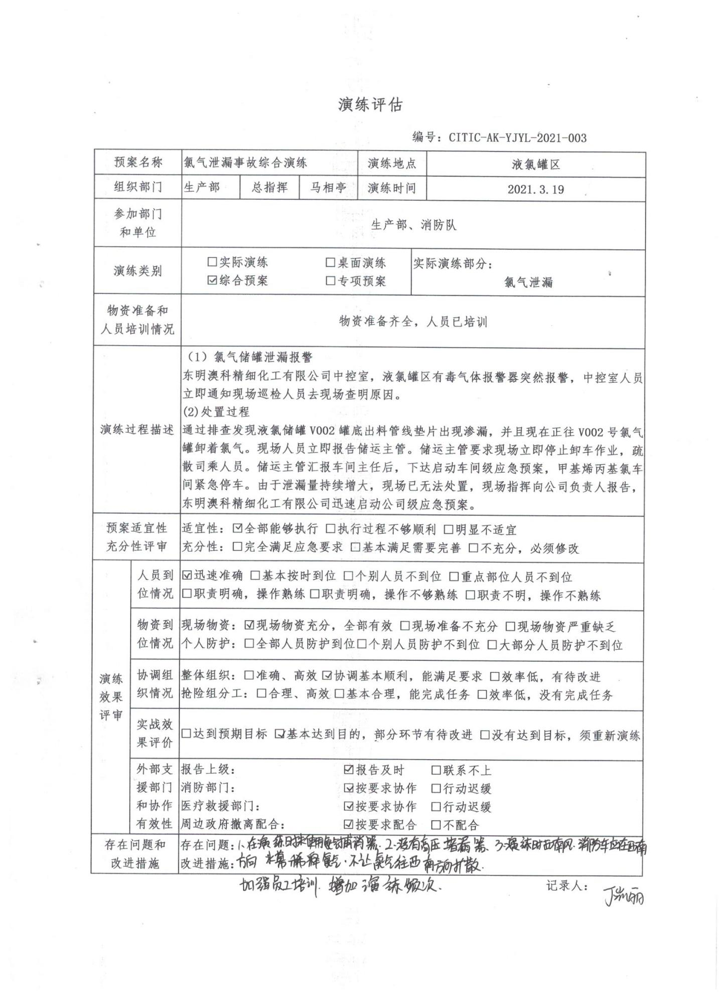 演练评估
编号：CITIC-AK-YJYL-2021-003
预案名称 氯气泄漏事故综合演练 演练地点 液氯罐区
组织部门 生产部 总指挥 马相亭 演练时间 2021.3.19
参加部门
和单位
生产部、消防队
演练类别
□实际演练 □桌面演练
☑综合预案 □专项预案
实际演练部分：
氯气泄漏
物资准备和
人员培训情况
物资准备齐全，人员已培训
演练过程描述
（1）氯气储罐泄漏报警
东明澳科精细化工有限公司中控室，液氯罐区有毒气体报警器突然报警，中控室人员
立即通知现场巡检人员去现场查明原因。
(2)处置过程
通过排查发现液氯储罐 V002 罐底出料管线垫片出现渗漏，并且现在正往 V002 号氯气
罐卸着氯气。现场人员立即报告储运主管。储运主管要求现场立即停止卸车作业，疏
散司乘人员。储运主管汇报车间主任后，下达启动车间级应急预案，甲基烯丙基氯车
间紧急停车。由于泄漏量持续增大，现场已无法处置，现场指挥向公司负责人报告，
东明澳科精细化工有限公司迅速启动公司级应急预案。
预案适宜性
充分性评审
适宜性：☑全部能够执行 □执行过程不够顺利 □明显不适宜
充分性：□完全满足应急要求 □基本满足需要完善 □不充分，必须修改
演练
效果
评审
人员到
位情况
☑迅速准确 □基本按时到位 □个别人员不到位 □重点部位人员不到位
□职责明确，操作熟练 □职责明确，操作不够熟练 □职责不明，操作不熟练
物资到
位情况
现场物资：☑现场物资充分，全部有效 □现场准备不充分 □现场物资严重缺乏
个人防护：□全部人员防护到位□个别人员防护不到位 □大部分人员防护不到位
协调组
织情况
整体组织：□准确、高效 ☑协调基本顺利，能满足要求 □效率低，有待改进
抢险组分工：□合理、高效 □基本合理，能完成任务 □效率低，没有完成任务
实战效
果评价
□达到预期目标 ☑基本达到目的，部分环节有待改进 □没有达到目标，须重新演练
外部支
援部门
和协作
有效性
报告上级： ☑报告及时 □联系不上
消防部门： ☑按要求协作 □行动迟缓
医疗救援部门： ☑按要求协作 □行动迟缓
周边政府撤离配合： ☑按要求配合 □不配合
存在问题和
改进措施
存在问题：1、在演练时未使用捕消器. 2.没有高压堵漏器. 3.演练时西南风.消防车应在西南
改进措施：方向 水幕稀释氯气.不让氯气往西南方向扩散.
加强员工培训. 增加演练频次.
记录人：
丁 丽